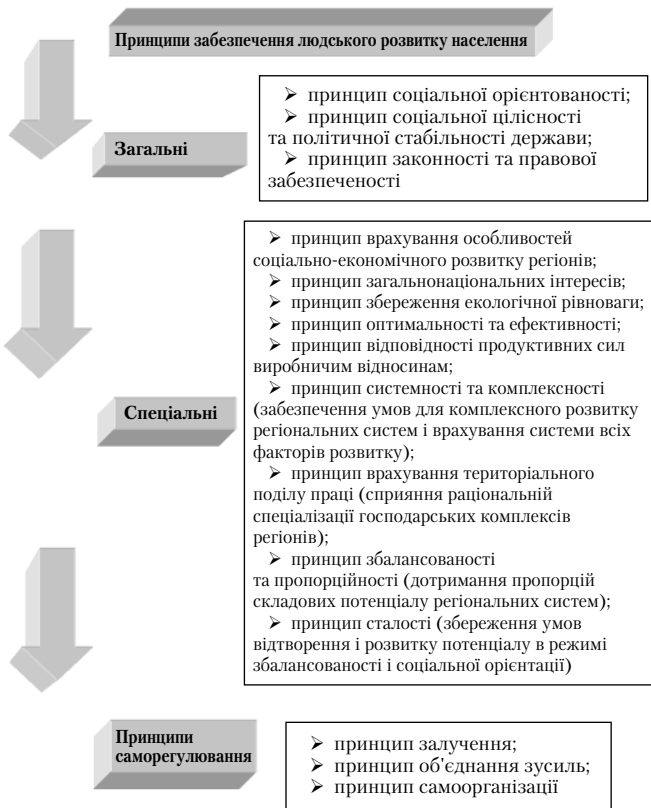 Принципи забезпечення людського розвитку населення
Загальні
➢ принцип соціальної орієнтованості;
➢ принцип соціальної цілісності
та політичної стабільності держави;
➢ принцип законності та правової
забезпеченості
Спеціальні
➢ принцип врахування особливостей
соціально-економічного розвитку регіонів;
➢ принцип загальнонаціональних інтересів;
➢ принцип збереження екологічної рівноваги;
➢ принцип оптимальності та ефективності;
➢ принцип відповідності продуктивних сил
виробничим відносинам;
➢ принцип системності та комплексності
(забезпечення умов для комплексного розвитку
регіональних систем і врахування системи всіх
факторів розвитку);
➢ принцип врахування територіального
поділу праці (сприяння раціональній
спеціалізації господарських комплексів
регіонів);
➢ принцип збалансованості
та пропорційності (дотримання пропорцій
складових потенціалу регіональних систем);
➢ принцип сталості (збереження умов
відтворення і розвитку потенціалу в режимі
збалансованості і соціальної орієнтації)
Принципи
саморегулювання
➢ принцип залучення;
➢ принцип об'єднання зусиль;
➢ принцип самоорганізації